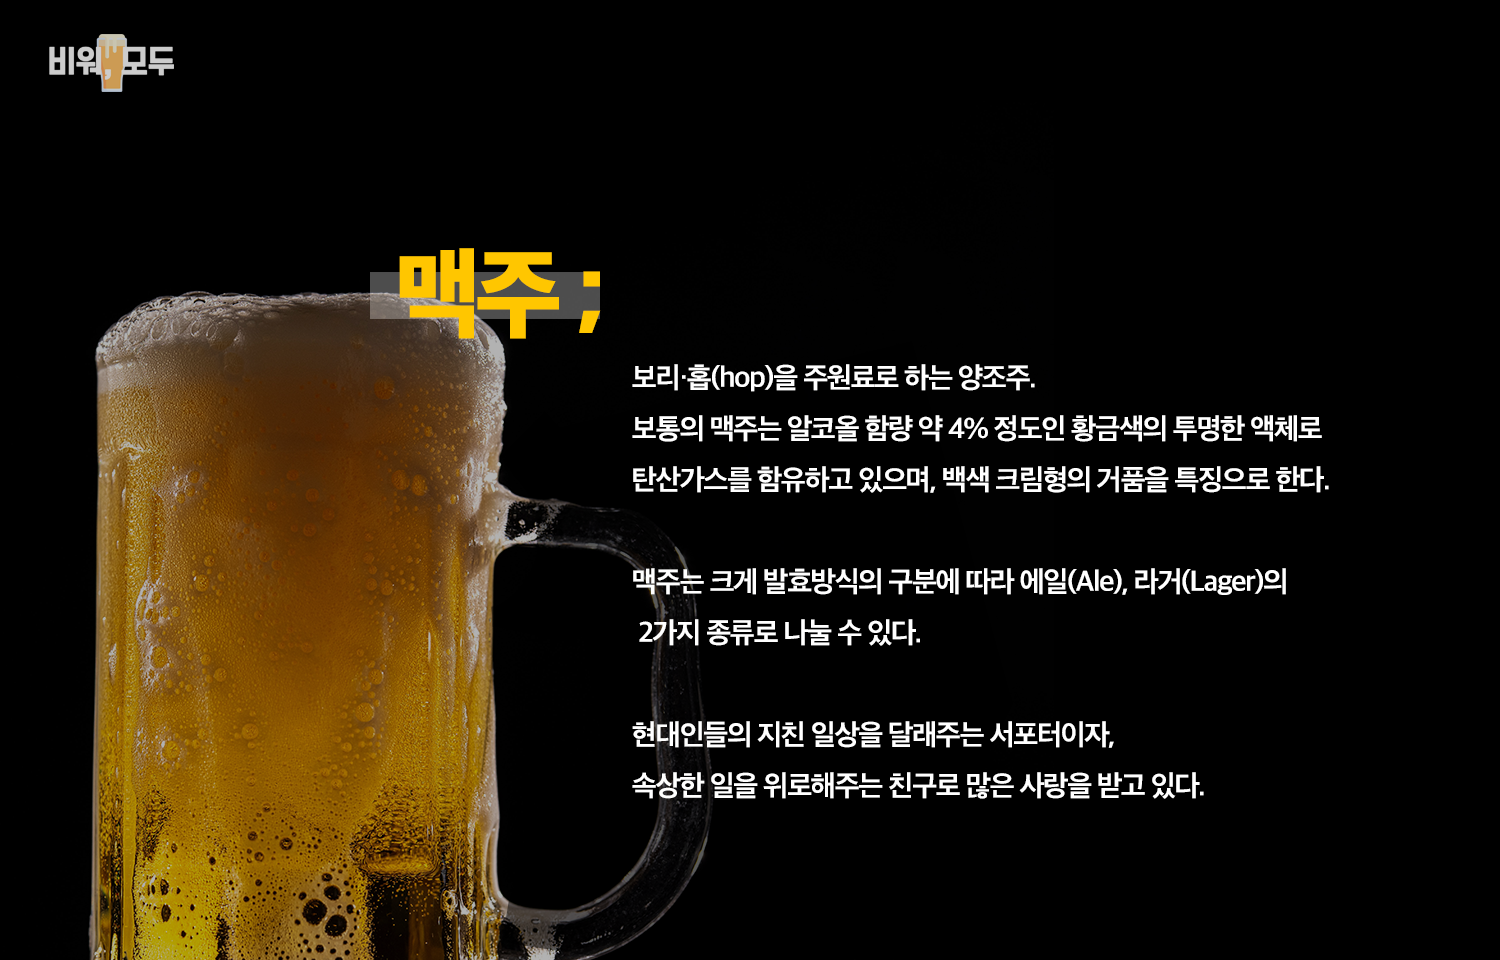 비워,모두
맥주 ;
보리·홉(hop)을 주원료로 하는 양조주.
보통의 맥주는 알코올 함량 약 4% 정도인 황금색의 투명한 액체로
탄산가스를 함유하고 있으며, 백색 크림형의 거품을 특징으로 한다.
맥주는 크게 발효방식의 구분에 따라 에일(Ale), 라거(Lager)의
2가지 종류로 나눌 수 있다.
현대인들의 지친 일상을 달래주는 서포터이자,
속상한 일을 위로해주는 친구로 많은 사랑을 받고 있다.